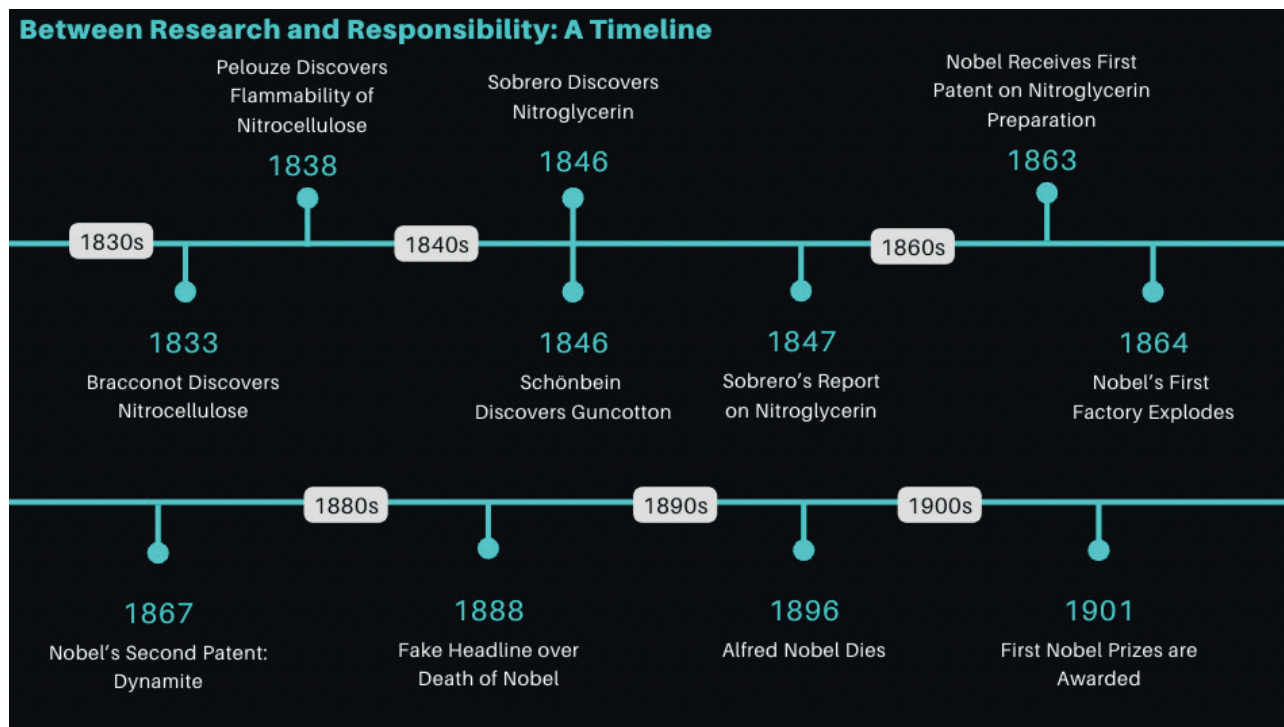 Between Research and Responsibility: A Timeline
Pelouze Discovers
Flammability of
Nitrocellulose
1838
Sobrero Discovers
Nitroglycerin
1846
Nobel Receives First
Patent on Nitroglycerin
Preparation
1863
1830s
1840s
1860s
1833
Bracconot Discovers
Nitrocellulose
1846
Schönbein
Discovers Guncotton
1847
Sobrero’s Report
on Nitroglycerin
1864
Nobel’s First
Factory Explodes
1880s
1890s
1900s
1867
Nobel’s Second Patent:
Dynamite
1888
Fake Headline over
Death of Nobel
1896
Alfred Nobel Dies
1901
First Nobel Prizes are
Awarded